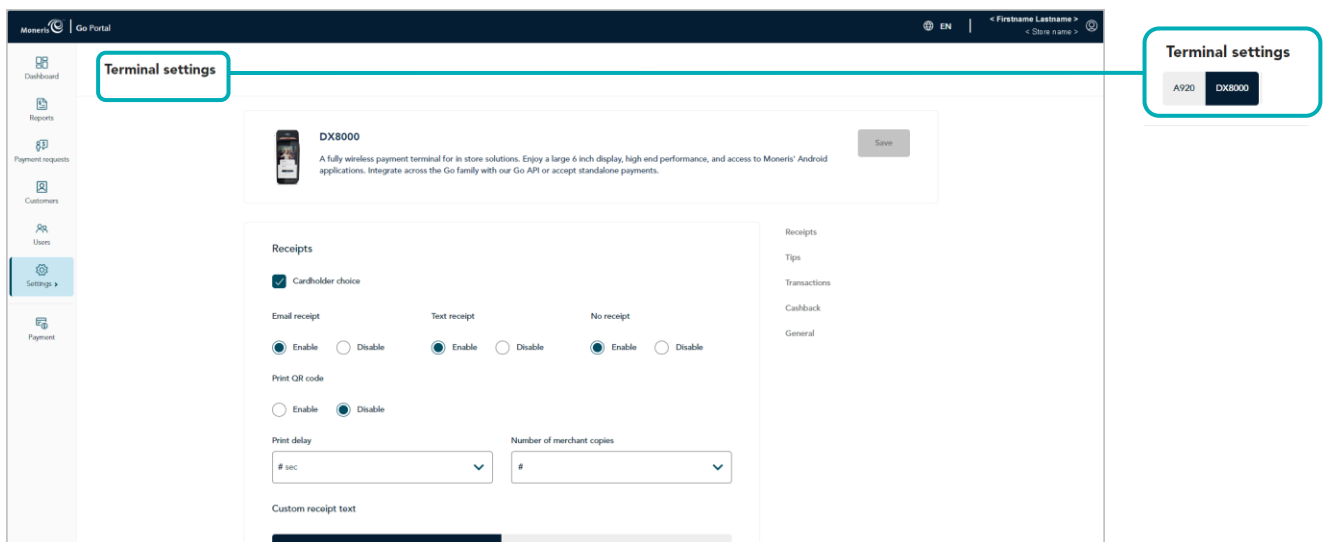 Moneris Go Portal
EN
< Firstname Lastname >
< Store name >
Dashboard
Reports
Payment requests
Customers
Users
Settings
Payment
Terminal settings
DX8000
A fully wireless payment terminal for in store solutions. Enjoy a large 6 inch display, high end performance, and access to Moneris' Android
applications. Integrate across the Go family with our Go API or accept standalone payments.
Save
Receipts
Cardholder choice
Email receipt Text receipt No receipt
Enable Disable Enable Disable Enable Disable
Print QR code
Enable Disable
Print delay Number of merchant copies
# sec #
Custom receipt text
Receipts
Tips
Transactions
Cashback
General
Terminal settings
A920 DX8000